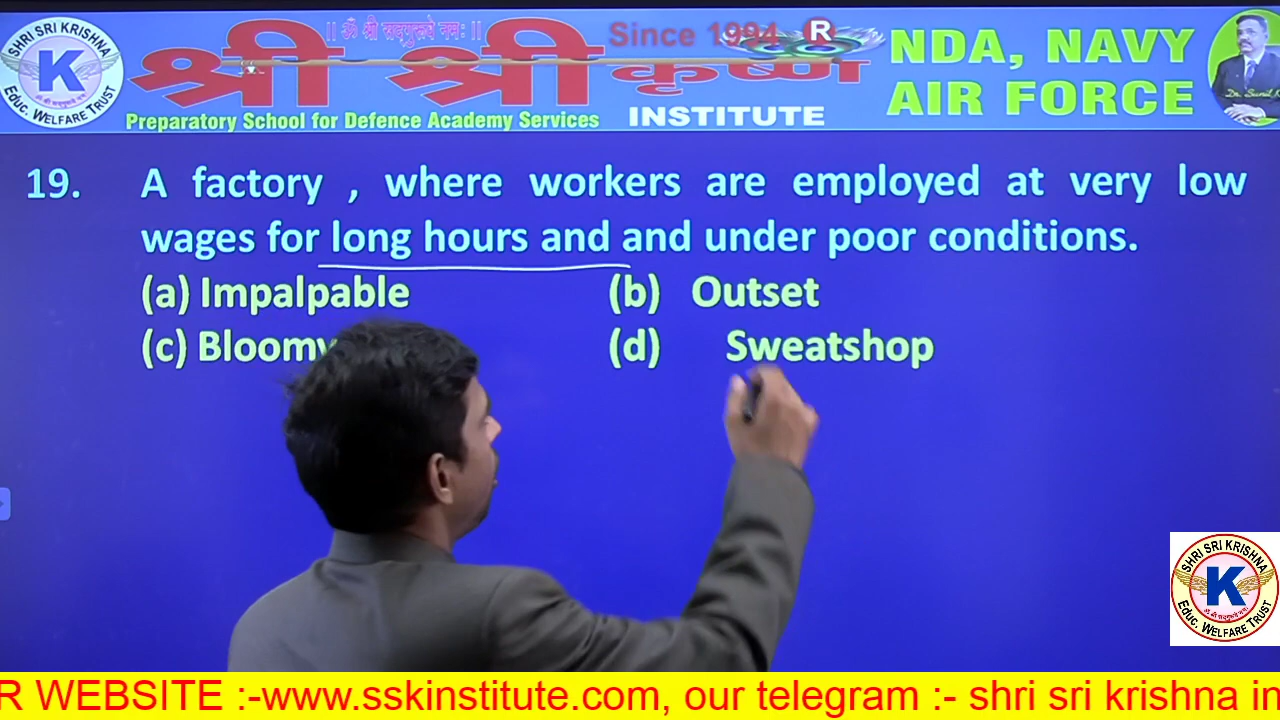 || ॐ श्री सद्गुरुवे नमः ||
श्री श्री कृष्ण
Since 1994
R
INSTITUTE
Preparatory School for Defence Academy Services
NDA, NAVY
AIR FORCE
SHRI SRI KRISHNA
K
Educ. WELFARE TRUST
19. A factory , where workers are employed at very low
wages for long hours and and under poor conditions.
(a) Impalpable (b) Outset
(c) Bloomy (d) Sweatshop
SHRI SRI KRISHNA
K
Educ. WELFARE TRUST
R WEBSITE :-www.sskinstitute.com, our telegram :- shri sri krishna in